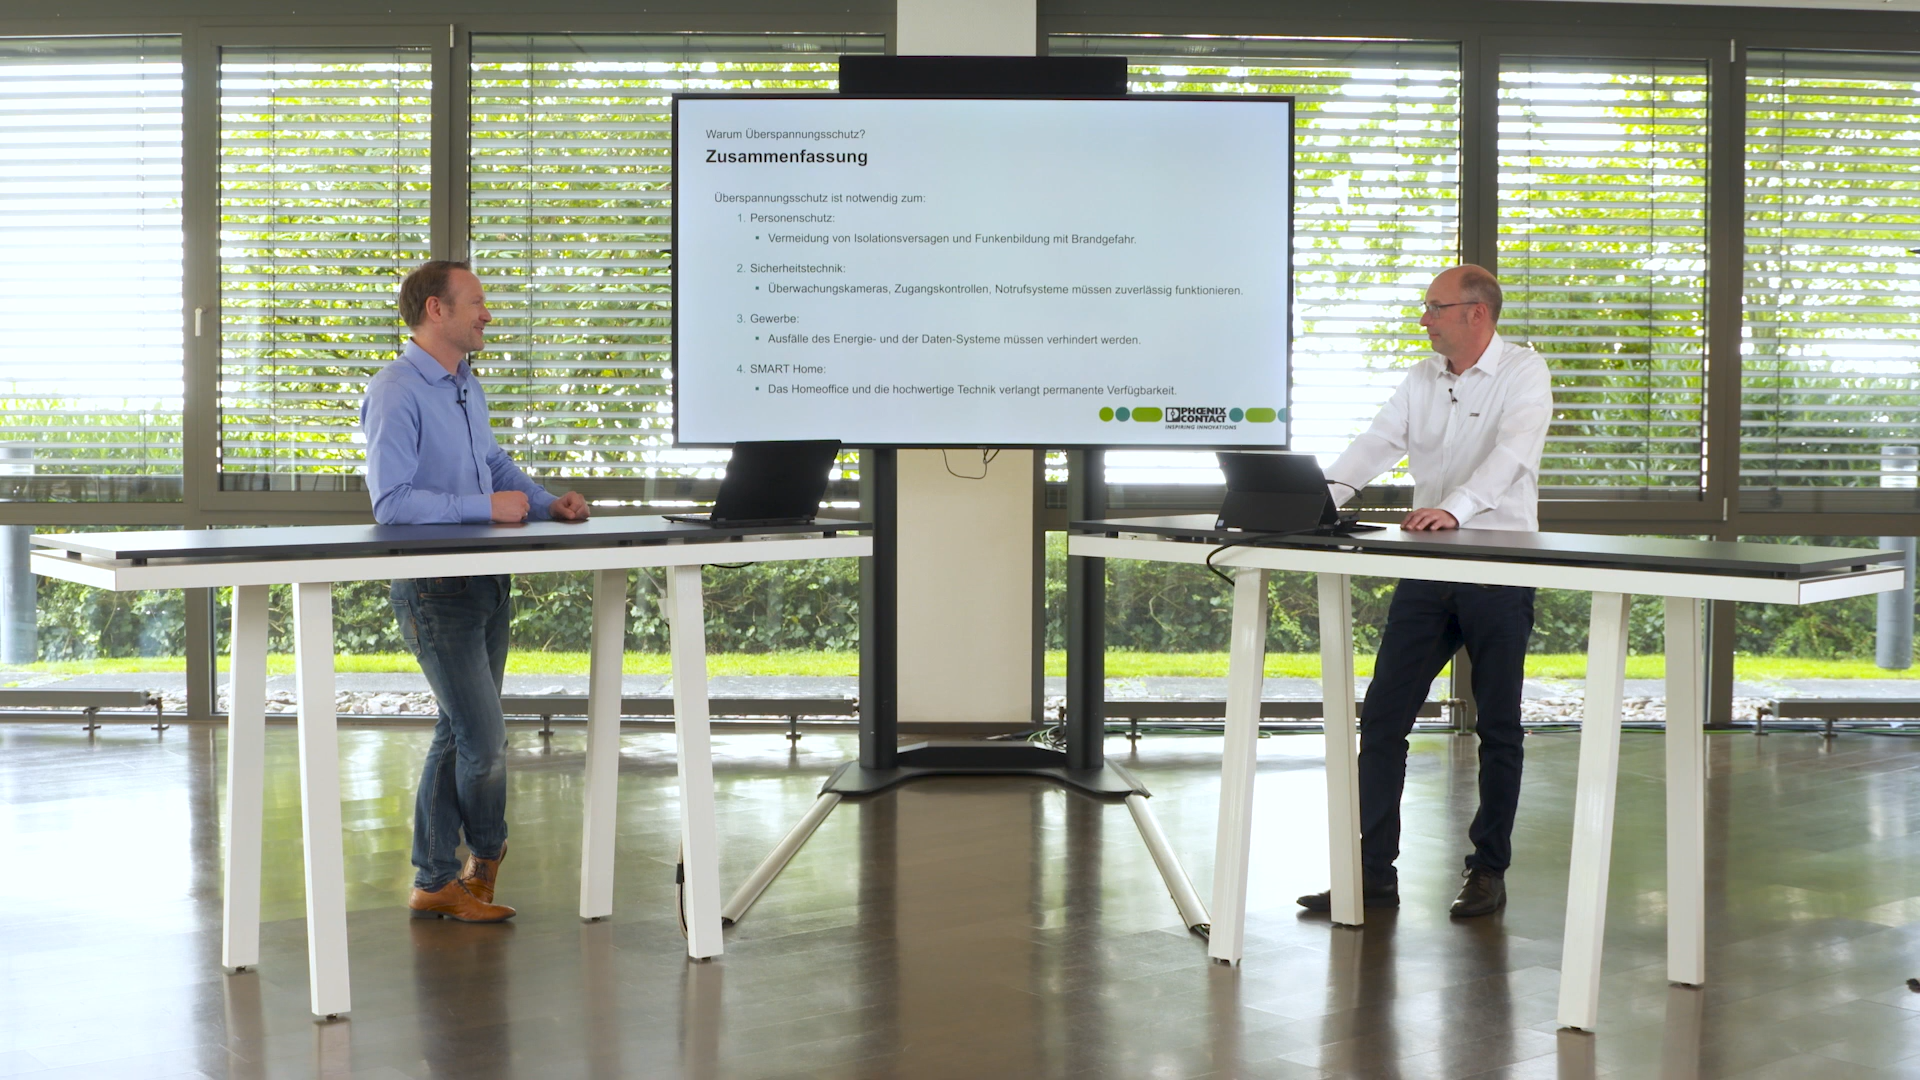 Warum Überspannungsschutz?
Zusammenfassung
Überspannungsschutz ist notwendig zum:
1. Personenschutz:
▪ Vermeidung von Isolationsversagen und Funkenbildung mit Brandgefahr.
2. Sicherheitstechnik:
▪ Überwachungskameras, Zugangskontrollen, Notrufsysteme müssen zuverlässig funktionieren.
3. Gewerbe:
▪ Ausfälle des Energie- und der Daten-Systeme müssen verhindert werden.
4. SMART Home:
▪ Das Homeoffice und die hochwertige Technik verlangt permanente Verfügbarkeit.
PHŒNIX
CONTACT
INSPIRING INNOVATIONS